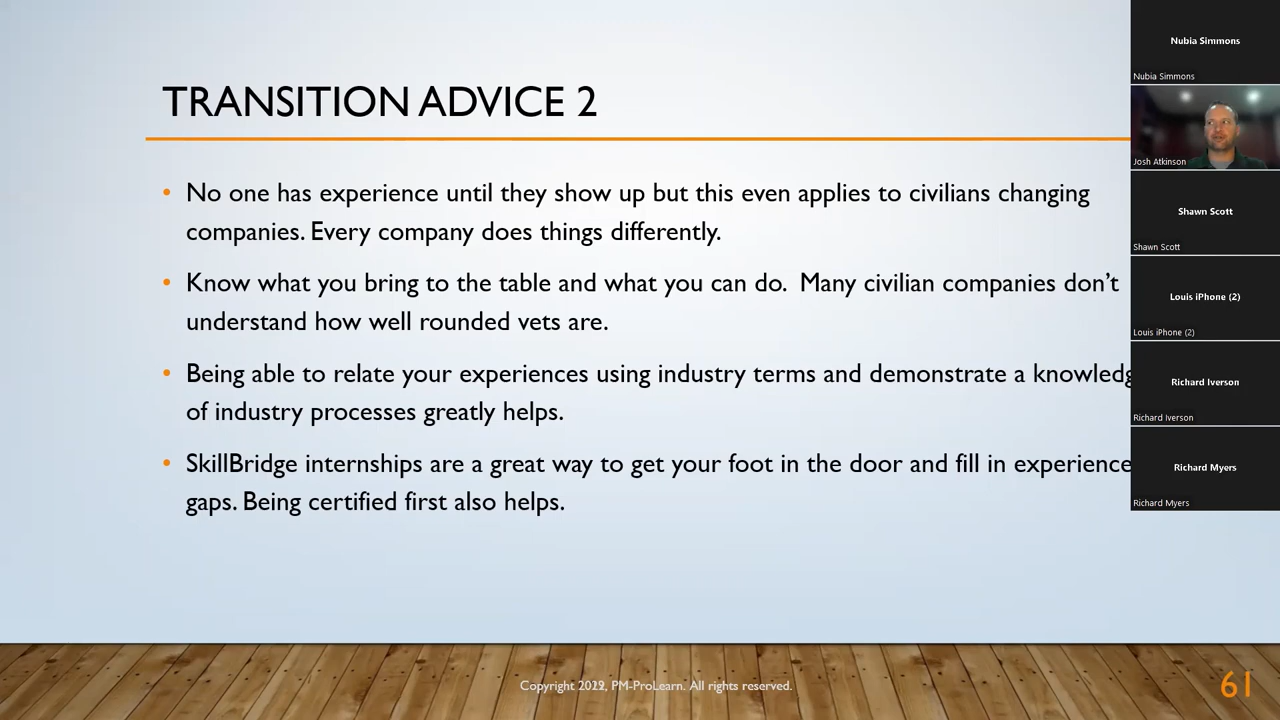 TRANSITION ADVICE 2
• No one has experience until they show up but this even applies to civilians changing
companies. Every company does things differently.
• Know what you bring to the table and what you can do.  Many civilian companies don’t
understand how well rounded vets are.
• Being able to relate your experiences using industry terms and demonstrate a knowledg
of industry processes greatly helps.
• SkillBridge internships are a great way to get your foot in the door and fill in experience
gaps. Being certified first also helps.
Copyright PM-ProLearn. All rights reserved.
61
Nubia Simmons
Nubia Simmons
Josh Atkinson
Shawn Scott
Shawn Scott
Louis iPhone (2)
Louis iPhone (2)
Richard Iverson
Richard Iverson
Richard Myers
Richard Myers